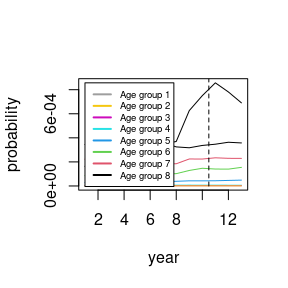 probability
6e-04
0e+00
Age group 1
Age group 2
Age group 3
Age group 4
Age group 5
Age group 6
Age group 7
Age group 8
2 4 6 8 12
year